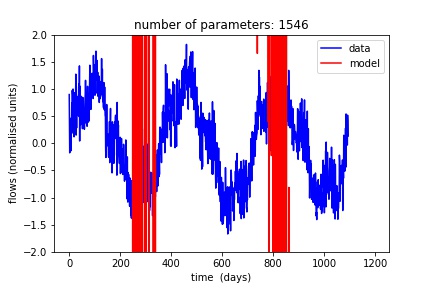 number of parameters: 1546
data
model
flows (normalised units)
2.0
1.5
1.0
0.5
0.0
−0.5
−1.0
−1.5
−2.0
0 200 400 600 800 1000 1200
time (days)